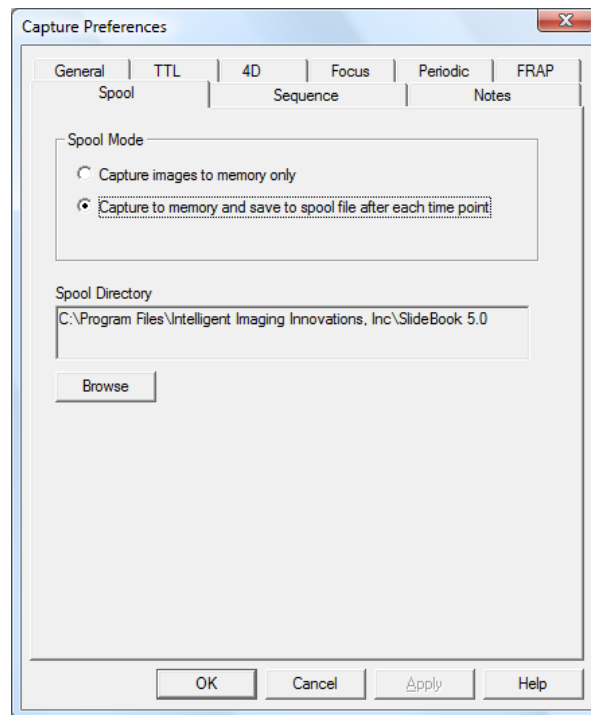 Capture Preferences
General TTL 4D Focus Periodic FRAP
Spool Sequence Notes
Spool Mode
Capture images to memory only
Capture to memory and save to spool file after each time point
Spool Directory
C:\Program Files\Intelligent Imaging Innovations, Inc\SlideBook 5.0
Browse
OK Cancel Apply Help